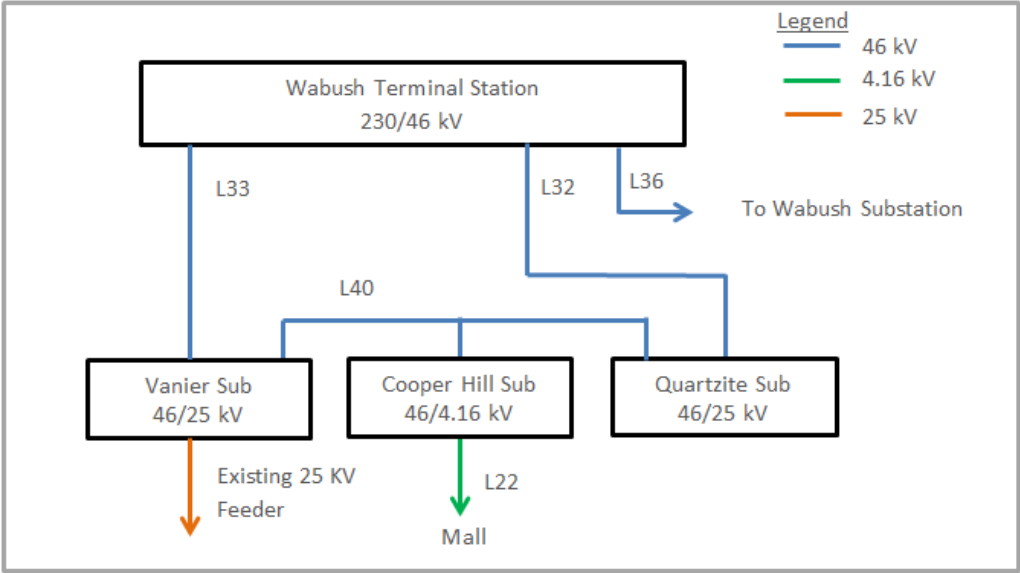 Legend
46 kV
4.16 kV
25 kV
Wabush Terminal Station
230/46 kV
L33
L32
L36
To Wabush Substation
L40
Vanier Sub
46/25 kV
Cooper Hill Sub
46/4.16 kV
Quartzite Sub
46/25 kV
Existing 25 KV
Feeder
L22
Mall